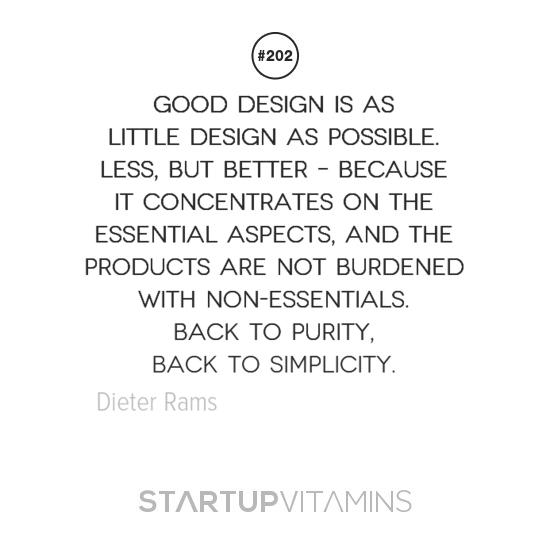 #202
GOOD DESIGN IS AS
LITTLE DESIGN AS POSSIBLE.
LESS, BUT BETTER – BECAUSE
IT CONCENTRATES ON THE
ESSENTIAL ASPECTS, AND THE
PRODUCTS ARE NOT BURDENED
WITH NON-ESSENTIALS.
BACK TO PURITY,
BACK TO SIMPLICITY.
Dieter Rams
STARTUPVITAMINS